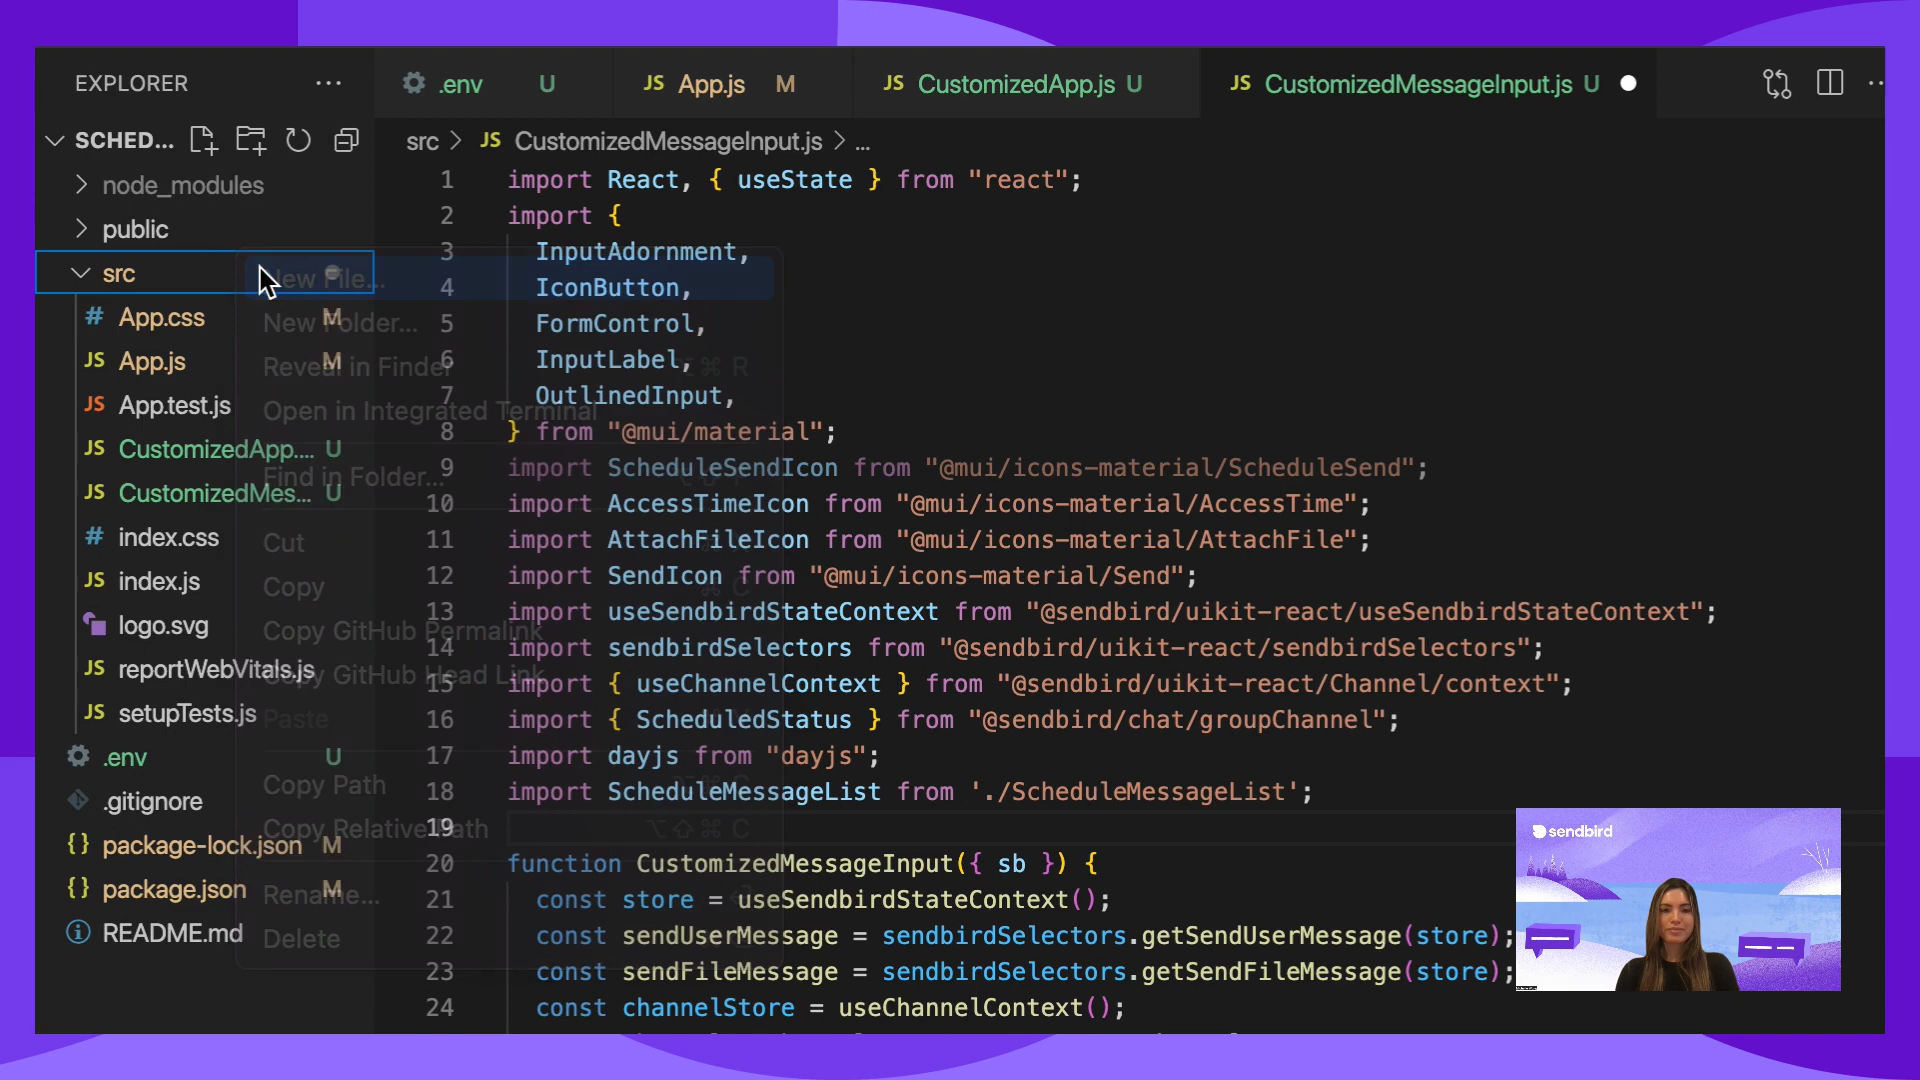 EXPLORER
.env U
JS App.js M
JS CustomizedApp.js U
JS CustomizedMessageInput.js U
SCHED...
src > JS CustomizedMessageInput.js > ...
node_modules
public
src
# App.css M
JS App.js M
JS App.test.js
JS CustomizedApp.... U
JS CustomizedMes... U
# index.css
JS index.js
logo.svg
JS reportWebVitals.js
JS setupTests.js
.env U
.gitignore
{} package-lock.json M
{} package.json M
README.md
New File...
New Folder...
Reveal in Finder ⌥⌘ R
Open in Integrated Terminal
Find in Folder...
Cut
Copy ⌘ C
Copy GitHub Permalink
Copy GitHub Head Link
Paste
Copy Path
Copy Relative Path ⌥⇧⌘ C
Rename...
Delete
1 import React, { useState } from "react";
2 import {
3 InputAdornment,
4 IconButton,
5 FormControl,
6 InputLabel,
7 OutlinedInput,
8 } from "@mui/material";
9 import ScheduleSendIcon from "@mui/icons-material/ScheduleSend";
10 import AccessTimeIcon from "@mui/icons-material/AccessTime";
11 import AttachFileIcon from "@mui/icons-material/AttachFile";
12 import SendIcon from "@mui/icons-material/Send";
13 import useSendbirdStateContext from "@sendbird/uikit-react/useSendbirdStateContext";
14 import sendbirdSelectors from "@sendbird/uikit-react/sendbirdSelectors";
15 import { useChannelContext } from "@sendbird/uikit-react/Channel/context";
16 import { ScheduledStatus } from "@sendbird/chat/groupChannel";
17 import dayjs from "dayjs";
18 import ScheduleMessageList from './ScheduleMessageList';
19
20 function CustomizedMessageInput({ sb }) {
21 const store = useSendbirdStateContext();
22 const sendUserMessage = sendbirdSelectors.getSendUserMessage(store);
23 const sendFileMessage = sendbirdSelectors.getSendFileMessage(store);
24 const channelStore = useChannelContext();
sendbird